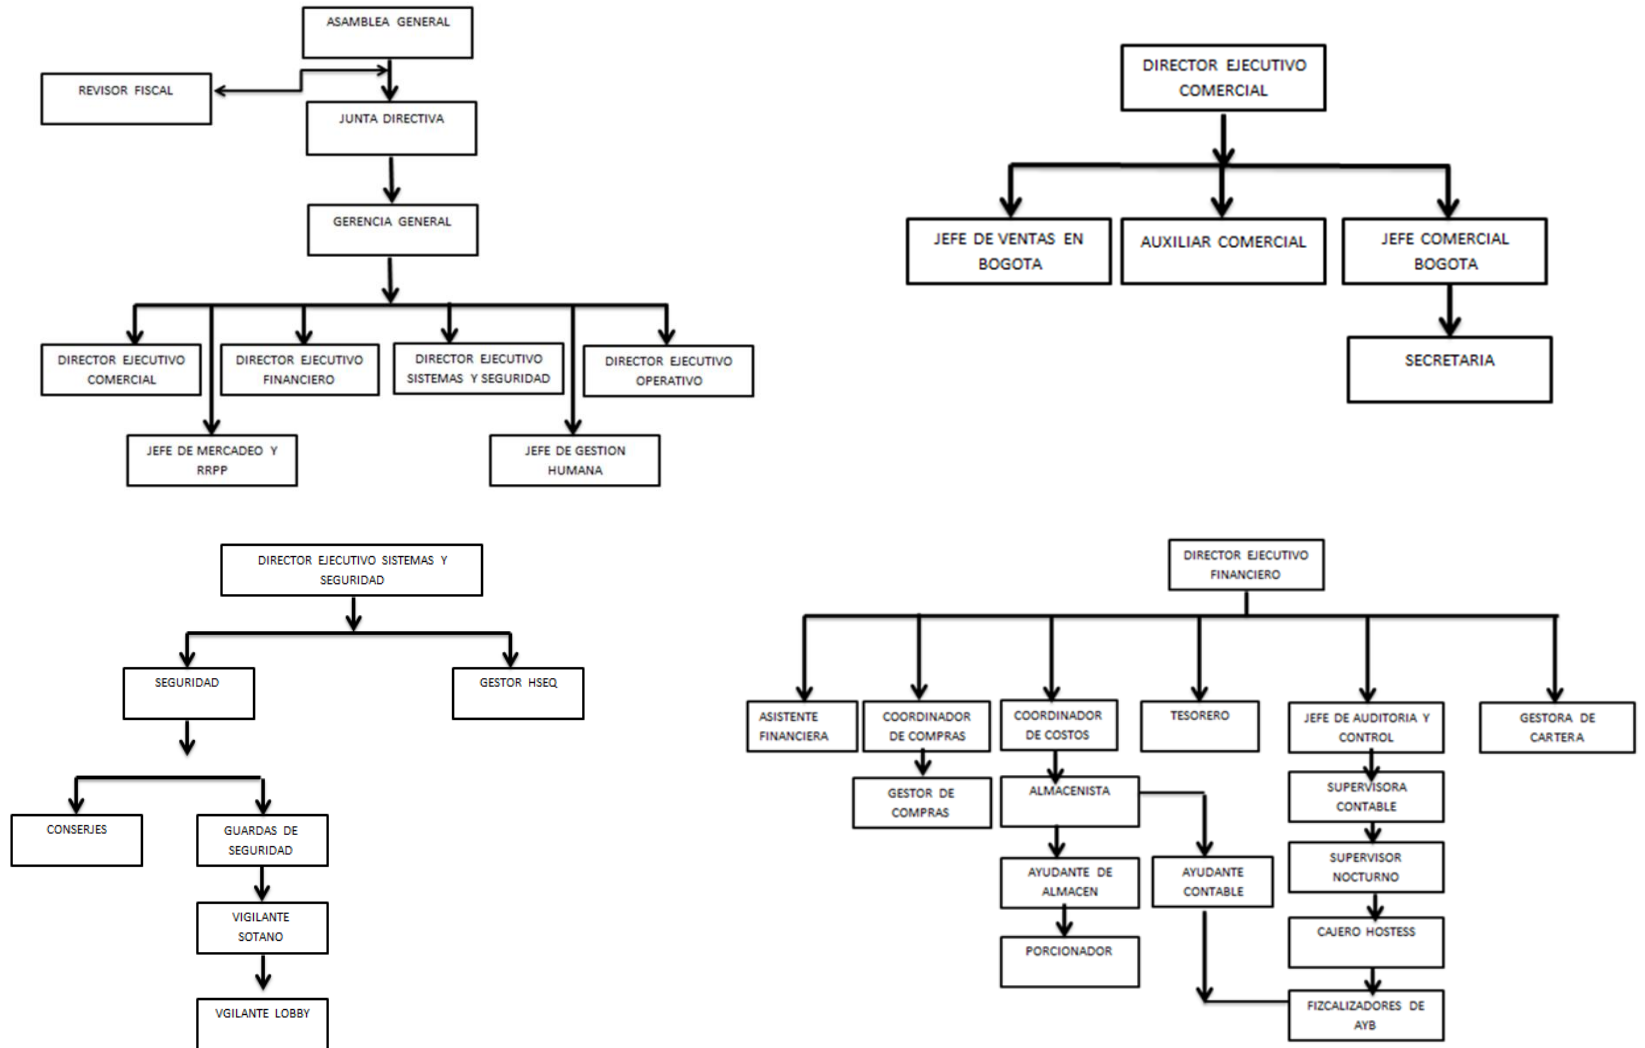 ASAMBLEA GENERAL
REVISOR FISCAL
JUNTA DIRECTIVA
GERENCIA GENERAL
DIRECTOR EJECUTIVO
COMERCIAL
DIRECTOR EJECUTIVO
FINANCIERO
DIRECTOR EJECUTIVO
SISTEMAS Y SEGURIDAD
DIRECTOR EJECUTIVO
OPERATIVO
JEFE DE MERCADEO Y
RRPP
JEFE DE GESTION
HUMANA
DIRECTOR EJECUTIVO
COMERCIAL
JEFE DE VENTAS EN
BOGOTA
AUXILIAR COMERCIAL
JEFE COMERCIAL
BOGOTA
SECRETARIA
DIRECTOR EJECUTIVO SISTEMAS Y
SEGURIDAD
SEGURIDAD
GESTOR HSEQ
CONSERJES
GUARDAS DE
SEGURIDAD
VIGILANTE
SOTANO
VGILANTE LOBBY
DIRECTOR EJECUTIVO
FINANCIERO
ASISTENTE
FINANCIERA
COORDINADOR
DE COMPRAS
COORDINADOR
DE COSTOS
TESORERO
JEFE DE AUDITORIA Y
CONTROL
GESTORA DE
CARTERA
GESTOR DE
COMPRAS
ALMACENISTA
SUPERVISORA
CONTABLE
AYUDANTE DE
ALMACEN
AYUDANTE
CONTABLE
SUPERVISOR
NOCTURNO
PORCIONADOR
CAJERO HOSTESS
FIZCALIZADORES DE
AYB